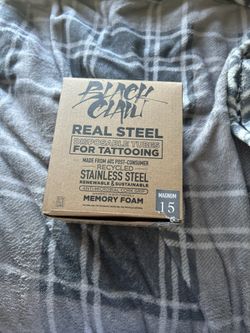 BLACK
CLAW
REAL STEEL
DISPOSABLE TUBES
FOR TATTOOING
MADE FROM 60% POST-CONSUMER
RECYCLED
STAINLESS STEEL
RENEWABLE & SUSTAINABLE
MEMORY FOAM
MAGNUM
15